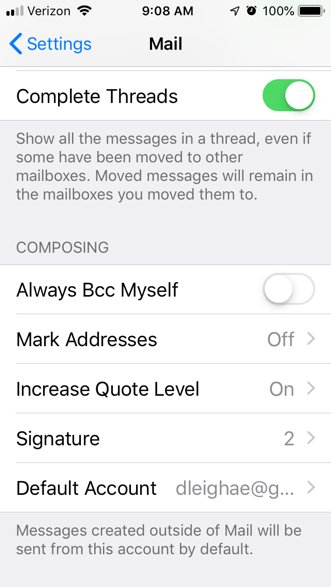 Verizon 9:08 AM 100%
Settings Mail
Complete Threads
Show all the messages in a thread, even if
some have been moved to other
mailboxes. Moved messages will remain in
the mailboxes you moved them to.
COMPOSING
Always Bcc Myself
Mark Addresses Off
Increase Quote Level On
Signature 2
Default Account dleighae@g...
Messages created outside of Mail will be
sent from this account by default.